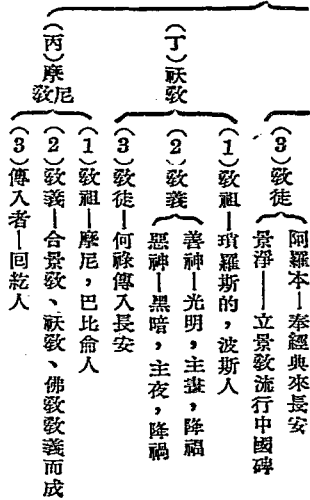 (3)教徒
阿羅本—奉經典來長安
景淨——立景教流行中國碑
(丁)祆教
(1)教祖—瑣羅斯的,波斯人
(2)教義
善神—光明,主晝,降福
惡神—黑暗,主夜,降禍
(3)教徒—何祿傳入長安
(丙)摩尼教
(1)教祖—摩尼,巴比侖人
(2)教義—合景教、祆教、佛教教義而成
(3)傳入者—回紇人